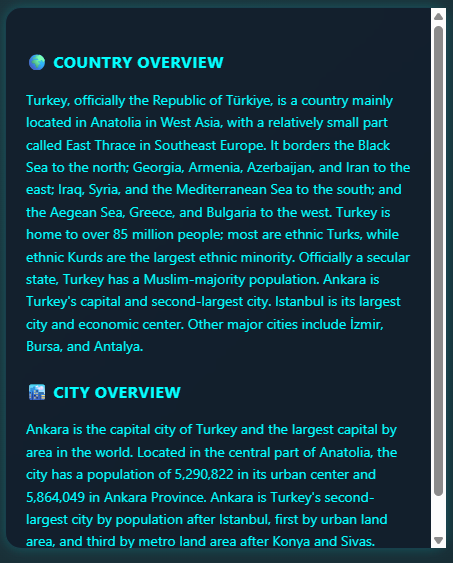 COUNTRY OVERVIEW
Turkey, officially the Republic of Türkiye, is a country mainly
located in Anatolia in West Asia, with a relatively small part
called East Thrace in Southeast Europe. It borders the Black
Sea to the north; Georgia, Armenia, Azerbaijan, and Iran to the
east; Iraq, Syria, and the Mediterranean Sea to the south; and
the Aegean Sea, Greece, and Bulgaria to the west. Turkey is
home to over 85 million people; most are ethnic Turks, while
ethnic Kurds are the largest ethnic minority. Officially a secular
state, Turkey has a Muslim-majority population. Ankara is
Turkey's capital and second-largest city. Istanbul is its largest
city and economic center. Other major cities include İzmir,
Bursa, and Antalya.
CITY OVERVIEW
Ankara is the capital city of Turkey and the largest capital by
area in the world. Located in the central part of Anatolia, the
city has a population of 5,290,822 in its urban center and
5,864,049 in Ankara Province. Ankara is Turkey's second-
largest city by population after Istanbul, first by urban land
area, and third by metro land area after Konya and Sivas.